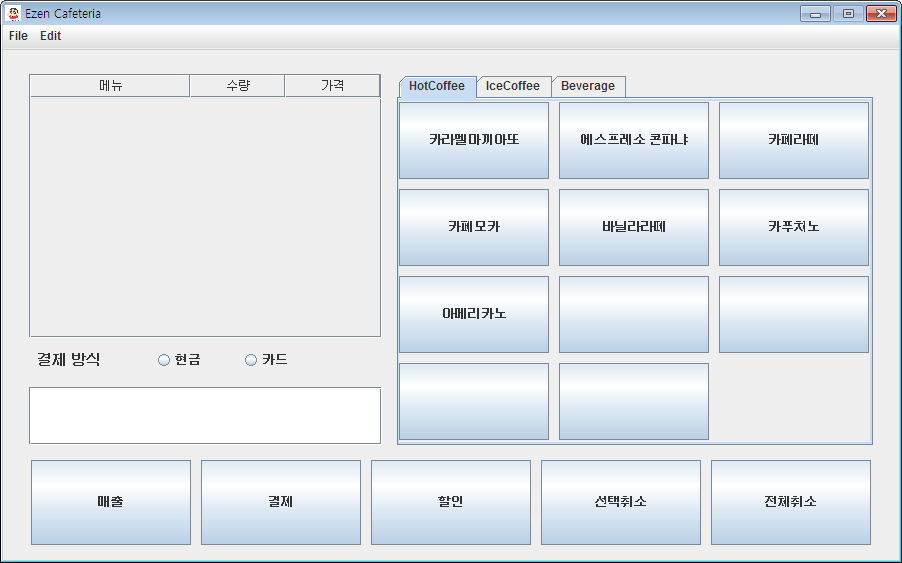 Ezen Cafeteria
File Edit
메뉴 수량 가격
HotCoffee IceCoffee Beverage
카라멜마끼아또 에스프레소 콘파냐 카페라떼
카페모카 바닐라라떼 카푸치노
아메리카노
결제 방식 현금 카드
매출 결제 할인 선택취소 전체취소